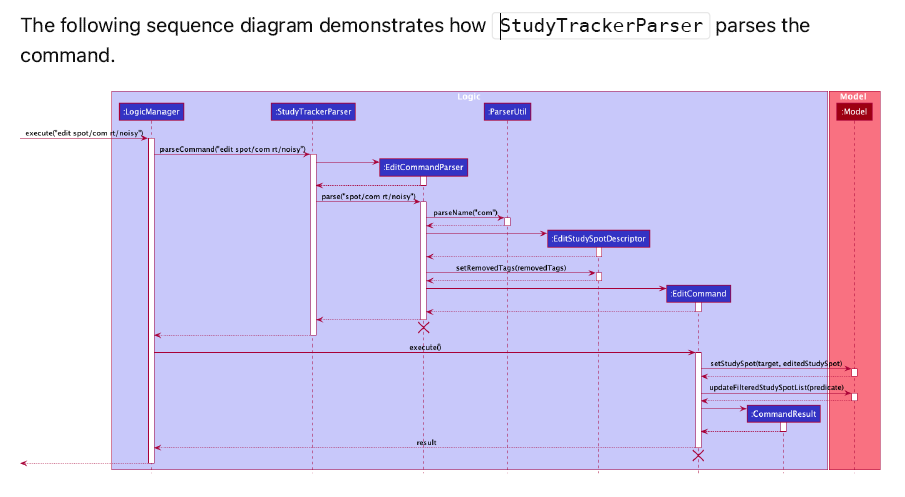 The following sequence diagram demonstrates how StudyTrackerParser parses the
command.
Logic
Model
:LogicManager
:StudyTrackerParser
:ParserUtil
:Model
execute("edit spot/com rt/noisy")
parseCommand("edit spot/com rt/noisy")
:EditCommandParser
parse("spot/com rt/noisy")
parseName("com")
:EditStudySpotDescriptor
setRemovedTags(removedTags)
:EditCommand
execute()
setStudySpot(target, editedStudySpot)
updateFilteredStudySpotList(predicate)
:CommandResult
result